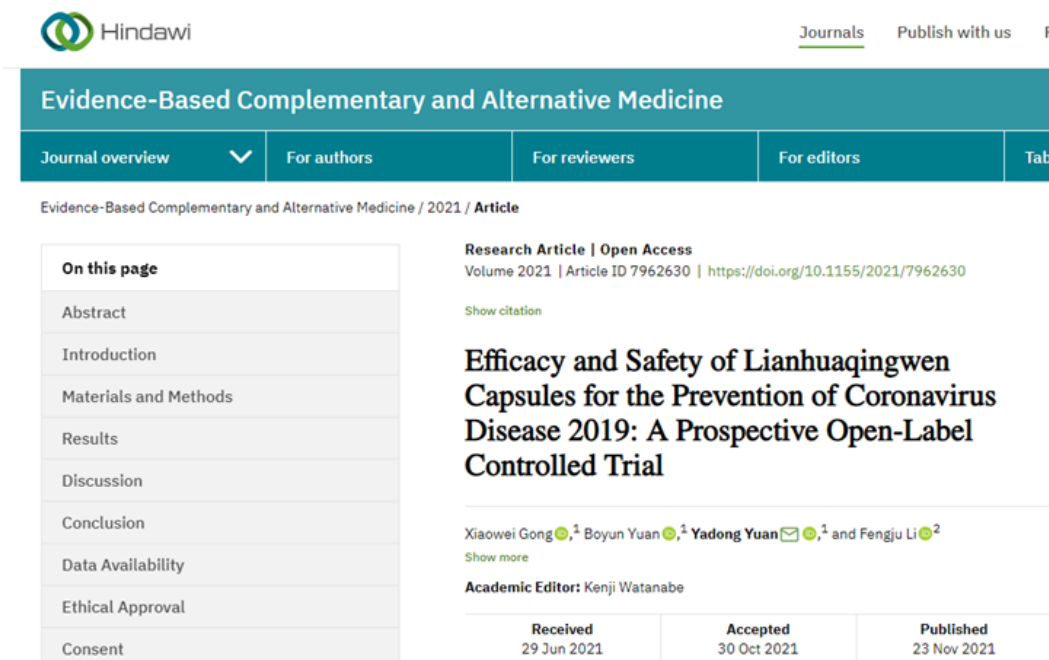 Hindawi
Journals Publish with us
Evidence-Based Complementary and Alternative Medicine
Journal overview For authors For reviewers For editors
Evidence-Based Complementary and Alternative Medicine / 2021 / Article
On this page
Abstract
Introduction
Materials and Methods
Results
Discussion
Conclusion
Data Availability
Ethical Approval
Consent
Research Article | Open Access
Volume 2021 | Article ID 7962630 | https://doi.org/10.1155/2021/7962630
Show citation
Efficacy and Safety of Lianhuaqingwen
Capsules for the Prevention of Coronavirus
Disease 2019: A Prospective Open-Label
Controlled Trial
Xiaowei Gong,1 Boyun Yuan,1 Yadong Yuan,1 and Fengju Li2
Show more
Academic Editor: Kenji Watanabe
Received Accepted Published
29 Jun 2021 30 Oct 2021 23 Nov 2021